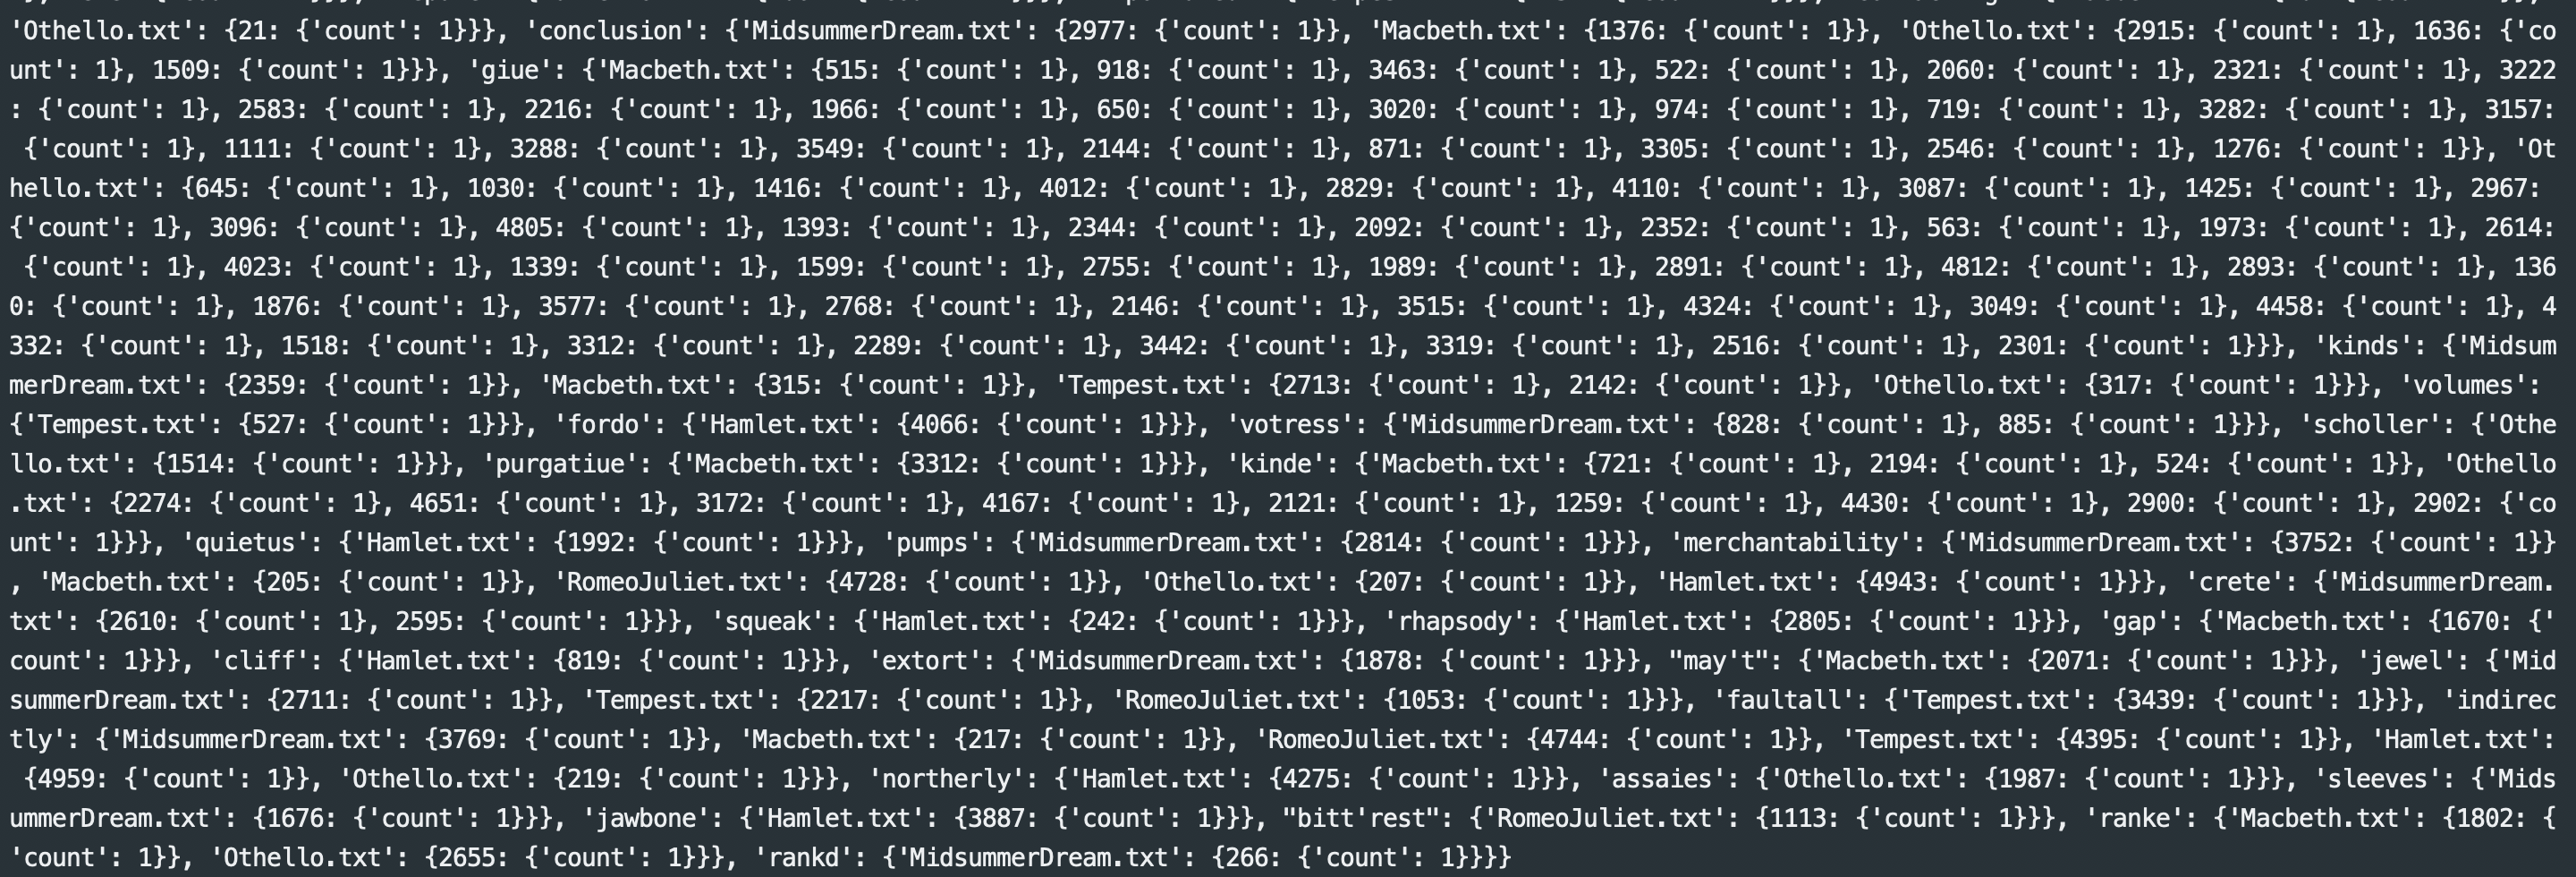 'Othello.txt': {21: {'count': 1}}}, 'conclusion': {'MidsummerDream.txt': {2977: {'count': 1}}, 'Macbeth.txt': {1376: {'count': 1}}, 'Othello.txt': {2915: {'count': 1}, 1636: {'co
unt': 1}, 1509: {'count': 1}}}, 'giue': {'Macbeth.txt': {515: {'count': 1}, 918: {'count': 1}, 3463: {'count': 1}, 522: {'count': 1}, 2060: {'count': 1}, 2321: {'count': 1}, 3222
: {'count': 1}, 2583: {'count': 1}, 2216: {'count': 1}, 1966: {'count': 1}, 650: {'count': 1}, 3020: {'count': 1}, 974: {'count': 1}, 719: {'count': 1}, 3282: {'count': 1}, 3157:
 {'count': 1}, 1111: {'count': 1}, 3288: {'count': 1}, 3549: {'count': 1}, 2144: {'count': 1}, 871: {'count': 1}, 3305: {'count': 1}, 2546: {'count': 1}, 1276: {'count': 1}}, 'Ot
hello.txt': {645: {'count': 1}, 1030: {'count': 1}, 1416: {'count': 1}, 4012: {'count': 1}, 2829: {'count': 1}, 4110: {'count': 1}, 3087: {'count': 1}, 1425: {'count': 1}, 2967:
{'count': 1}, 3096: {'count': 1}, 4805: {'count': 1}, 1393: {'count': 1}, 2344: {'count': 1}, 2092: {'count': 1}, 2352: {'count': 1}, 563: {'count': 1}, 1973: {'count': 1}, 2614:
 {'count': 1}, 4023: {'count': 1}, 1339: {'count': 1}, 1599: {'count': 1}, 2755: {'count': 1}, 1989: {'count': 1}, 2891: {'count': 1}, 4812: {'count': 1}, 2893: {'count': 1}, 136
0: {'count': 1}, 1876: {'count': 1}, 3577: {'count': 1}, 2768: {'count': 1}, 2146: {'count': 1}, 3515: {'count': 1}, 4324: {'count': 1}, 3049: {'count': 1}, 4458: {'count': 1}, 4
332: {'count': 1}, 1518: {'count': 1}, 3312: {'count': 1}, 2289: {'count': 1}, 3442: {'count': 1}, 3319: {'count': 1}, 2516: {'count': 1}, 2301: {'count': 1}}}, 'kinds': {'Midsum
merDream.txt': {2359: {'count': 1}}, 'Macbeth.txt': {315: {'count': 1}}, 'Tempest.txt': {2713: {'count': 1}, 2142: {'count': 1}}, 'Othello.txt': {317: {'count': 1}}}, 'volumes':
{'Tempest.txt': {527: {'count': 1}}}, 'fordo': {'Hamlet.txt': {4066: {'count': 1}}}, 'votress': {'MidsummerDream.txt': {828: {'count': 1}, 885: {'count': 1}}}, 'scholler': {'Othe
llo.txt': {1514: {'count': 1}}}, 'purgatiue': {'Macbeth.txt': {3312: {'count': 1}}}, 'kinde': {'Macbeth.txt': {721: {'count': 1}, 2194: {'count': 1}, 524: {'count': 1}}, 'Othello
.txt': {2274: {'count': 1}, 4651: {'count': 1}, 3172: {'count': 1}, 4167: {'count': 1}, 2121: {'count': 1}, 1259: {'count': 1}, 4430: {'count': 1}, 2900: {'count': 1}, 2902: {'co
unt': 1}}}, 'quietus': {'Hamlet.txt': {1992: {'count': 1}}}, 'pumps': {'MidsummerDream.txt': {2814: {'count': 1}}}, 'merchantability': {'MidsummerDream.txt': {3752: {'count': 1}}
, 'Macbeth.txt': {205: {'count': 1}}, 'RomeoJuliet.txt': {4728: {'count': 1}}, 'Othello.txt': {207: {'count': 1}}, 'Hamlet.txt': {4943: {'count': 1}}}, 'crete': {'MidsummerDream.
txt': {2610: {'count': 1}, 2595: {'count': 1}}}, 'squeak': {'Hamlet.txt': {242: {'count': 1}}}, 'rhapsody': {'Hamlet.txt': {2805: {'count': 1}}}, 'gap': {'Macbeth.txt': {1670: {'
count': 1}}}, 'cliff': {'Hamlet.txt': {819: {'count': 1}}}, 'extort': {'MidsummerDream.txt': {1878: {'count': 1}}}, "may't": {'Macbeth.txt': {2071: {'count': 1}}}, 'jewel': {'Mid
summerDream.txt': {2711: {'count': 1}}, 'Tempest.txt': {2217: {'count': 1}}, 'RomeoJuliet.txt': {1053: {'count': 1}}}, 'faultall': {'Tempest.txt': {3439: {'count': 1}}}, 'indirec
tly': {'MidsummerDream.txt': {3769: {'count': 1}}, 'Macbeth.txt': {217: {'count': 1}}, 'RomeoJuliet.txt': {4744: {'count': 1}}, 'Tempest.txt': {4395: {'count': 1}}, 'Hamlet.txt':
 {4959: {'count': 1}}, 'Othello.txt': {219: {'count': 1}}}, 'northerly': {'Hamlet.txt': {4275: {'count': 1}}}, 'assaies': {'Othello.txt': {1987: {'count': 1}}}, 'sleeves': {'Mids
ummerDream.txt': {1676: {'count': 1}}}, 'jawbone': {'Hamlet.txt': {3887: {'count': 1}}}, "bitt'rest": {'RomeoJuliet.txt': {1113: {'count': 1}}}, 'ranke': {'Macbeth.txt': {1802: {
'count': 1}}, 'Othello.txt': {2655: {'count': 1}}}, 'rankd': {'MidsummerDream.txt': {266: {'count': 1}}}}